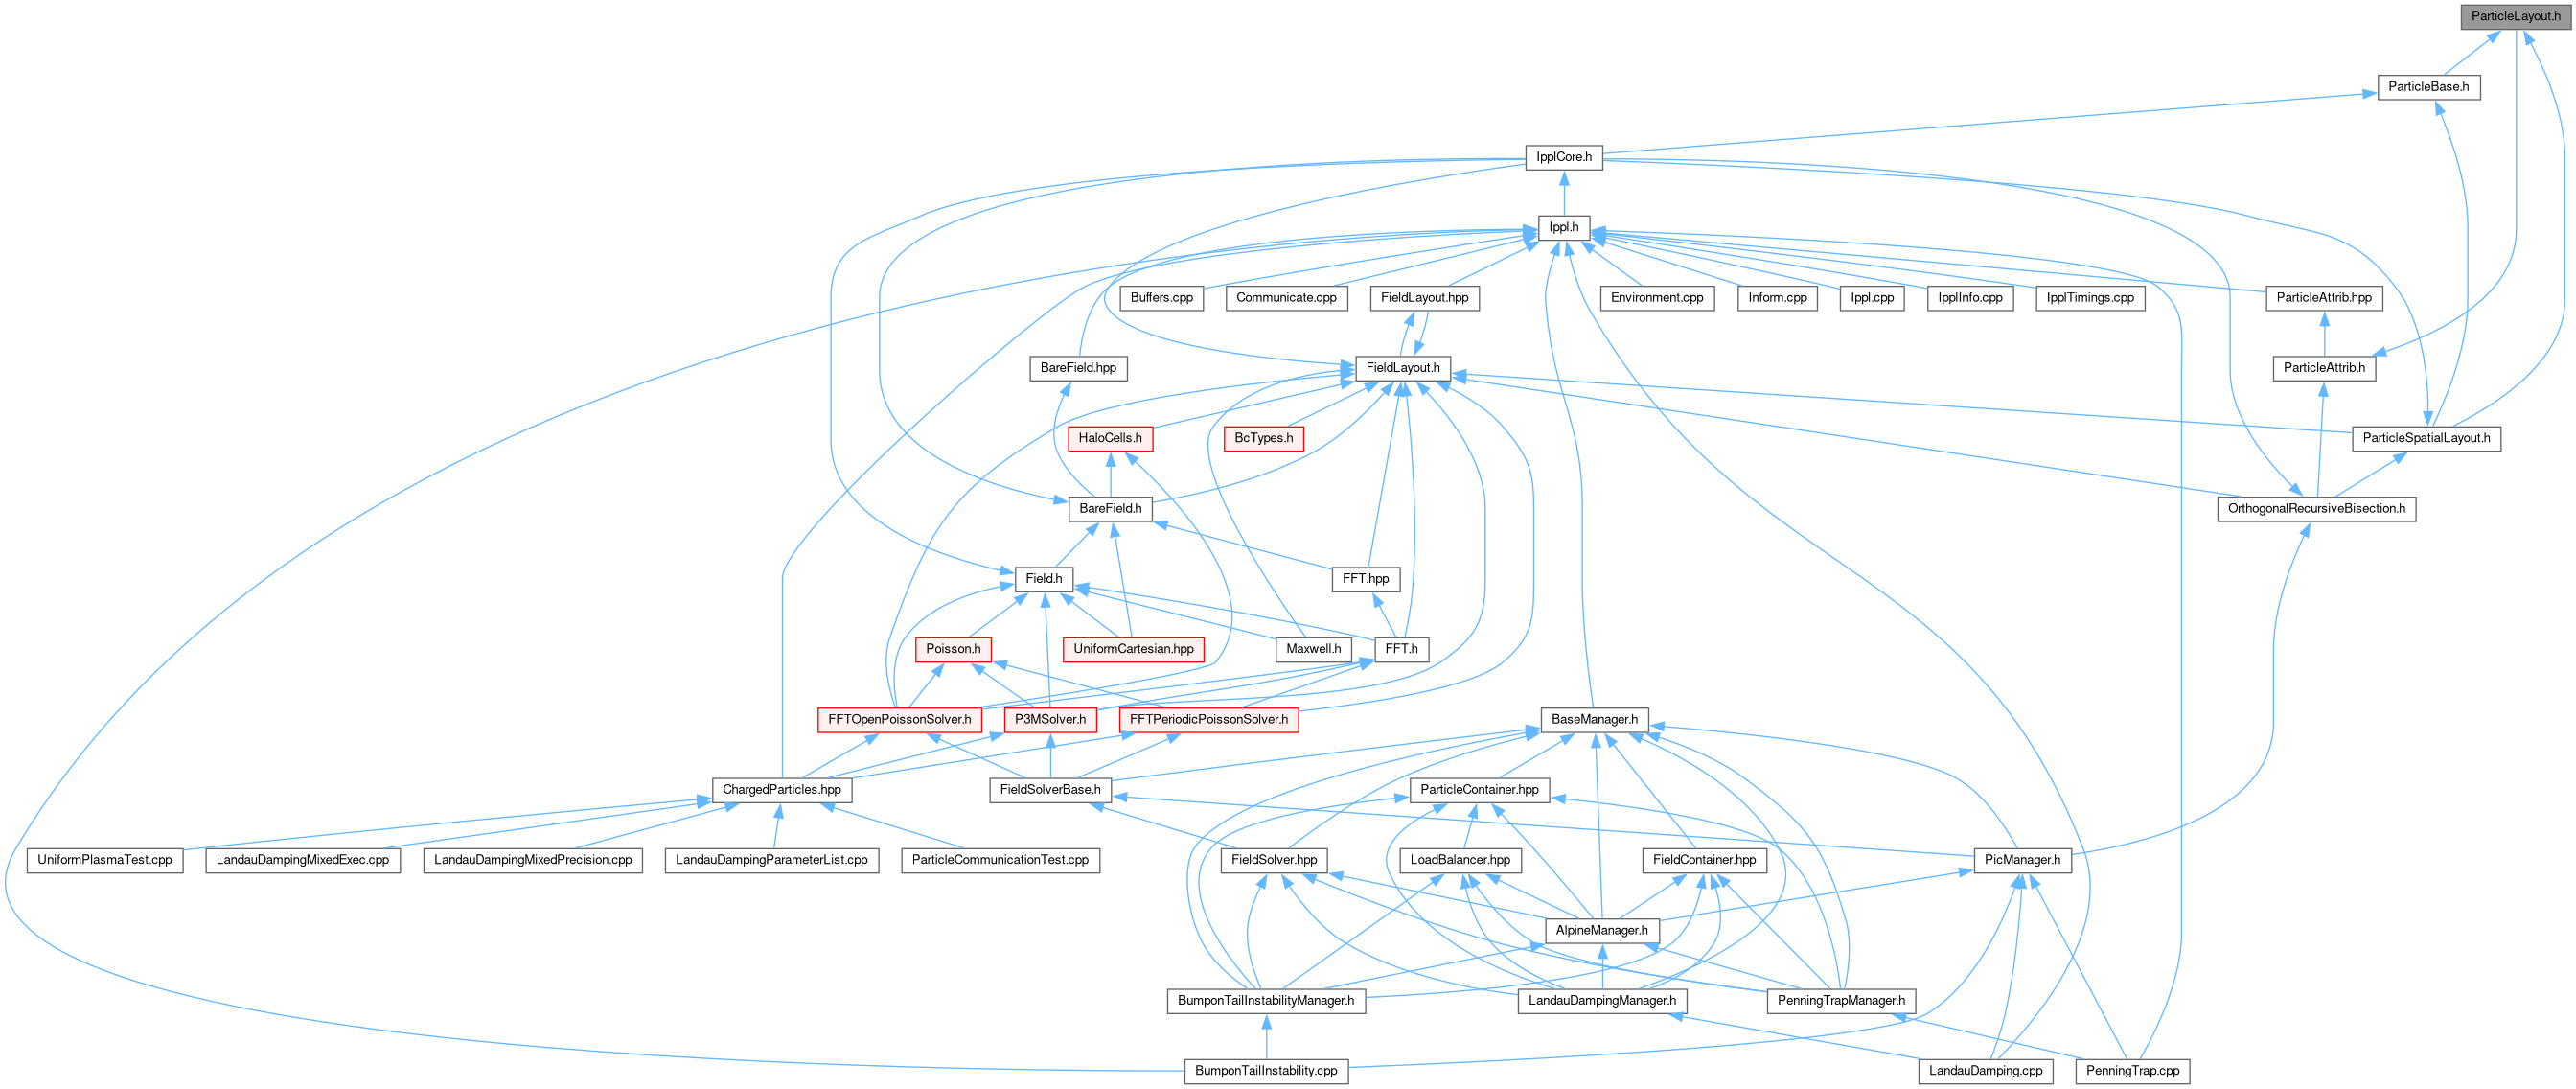 ParticleLayout.h
ParticleBase.h
IpplCore.h
Ippl.h
Buffers.cpp
Communicate.cpp
FieldLayout.hpp
Environment.cpp
Inform.cpp
Ippl.cpp
IpplInfo.cpp
IpplTimings.cpp
ParticleAttrib.hpp
BareField.hpp
FieldLayout.h
ParticleAttrib.h
HaloCells.h
BcTypes.h
ParticleSpatialLayout.h
BareField.h
OrthogonalRecursiveBisection.h
Field.h
FFT.hpp
Poisson.h
UniformCartesian.hpp
Maxwell.h
FFT.h
FFTOpenPoissonSolver.h
P3MSolver.h
FFTPeriodicPoissonSolver.h
BaseManager.h
ChargedParticles.hpp
FieldSolverBase.h
ParticleContainer.hpp
UniformPlasmaTest.cpp
LandauDampingMixedExec.cpp
LandauDampingMixedPrecision.cpp
LandauDampingParameterList.cpp
ParticleCommunicationTest.cpp
FieldSolver.hpp
LoadBalancer.hpp
FieldContainer.hpp
PicManager.h
AlpineManager.h
BumponTailInstabilityManager.h
LandauDampingManager.h
PenningTrapManager.h
BumponTailInstability.cpp
LandauDamping.cpp
PenningTrap.cpp